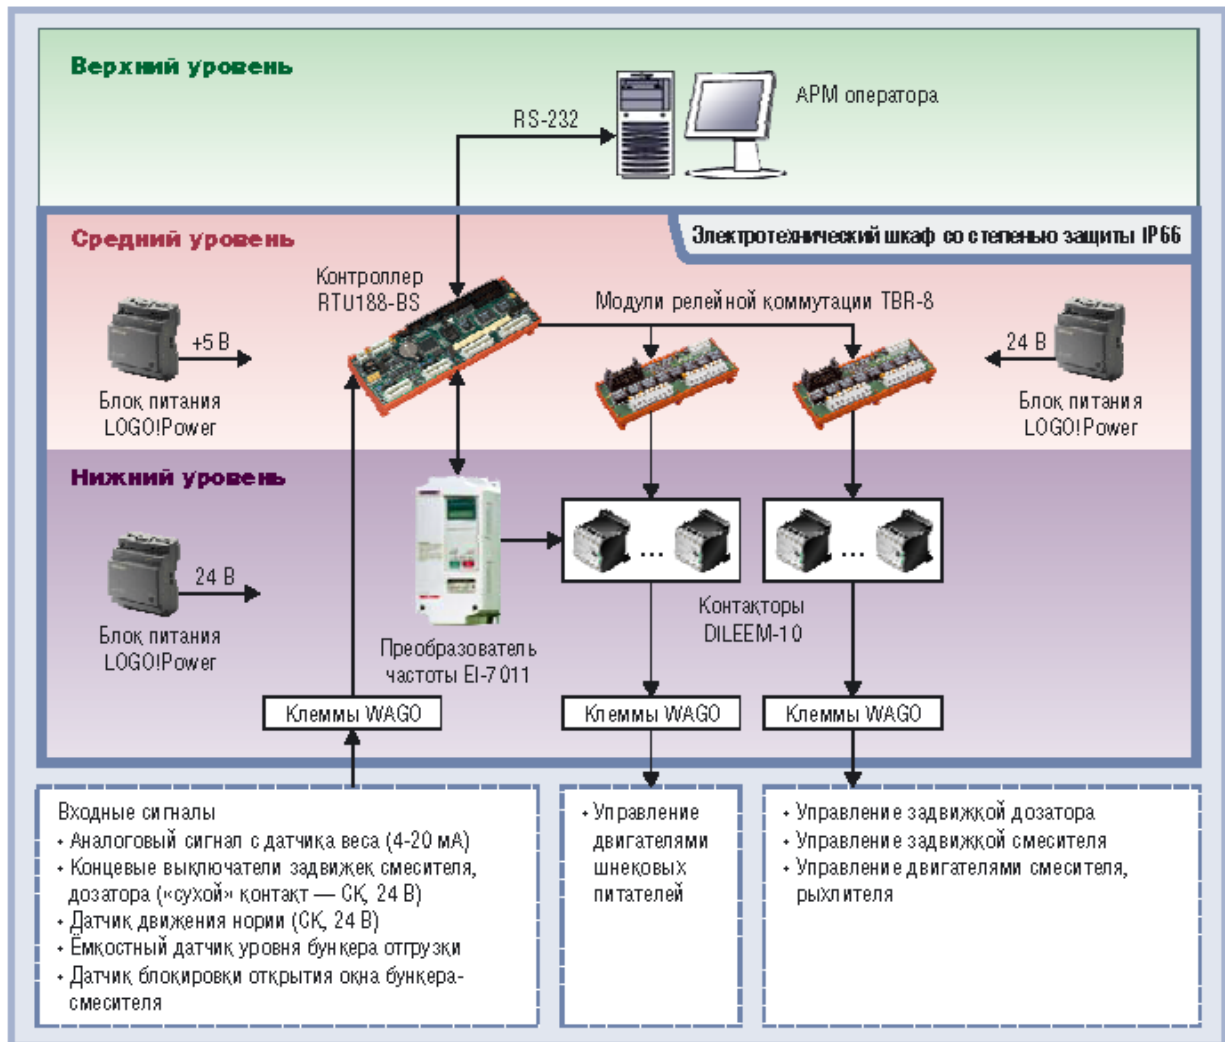 Верхний уровень
RS-232
АРМ оператора
Средний уровень
Электротехнический шкаф со степенью защиты IP66
Контроллер
RTU188-BS
Модули релейной коммутации TBR-8
+5 В
Блок питания
LOGO!Power
24 В
Блок питания
LOGO!Power
Нижний уровень
24 В
Блок питания
LOGO!Power
...
...
Контакторы
DILEEM-10
Преобразователь
частоты EI-7011
Клеммы WAGO
Клеммы WAGO
Клеммы WAGO
Входные сигналы
• Аналоговый сигнал с датчика веса (4-20 мА)
• Концевые выключатели задвижек смесителя,
дозатора («сухой» контакт — СК, 24 В)
• Датчик движения нории (СК, 24 В)
• Ёмкостный датчик уровня бункера отгрузки
• Датчик блокировки открытия окна бункера-
смесителя
• Управление
двигателями
шнековых
питателей
• Управление задвижкой дозатора
• Управление задвижкой смесителя
• Управление двигателями смесителя,
рыхлителя